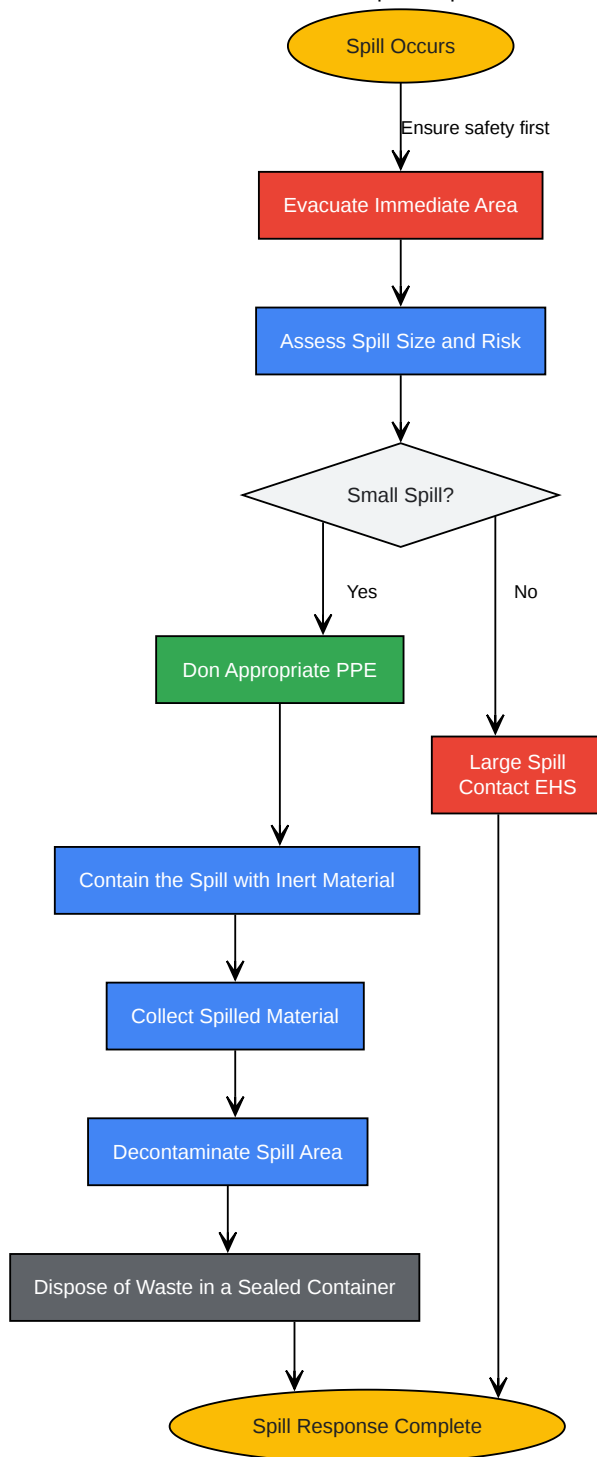 Spill Occurs
Ensure safety first
Evacuate Immediate Area
Assess Spill Size and Risk
Small Spill?
Yes
No
Don Appropriate PPE
Large Spill
Contact EHS
Contain the Spill with Inert Material
Collect Spilled Material
Decontaminate Spill Area
Dispose of Waste in a Sealed Container
Spill Response Complete